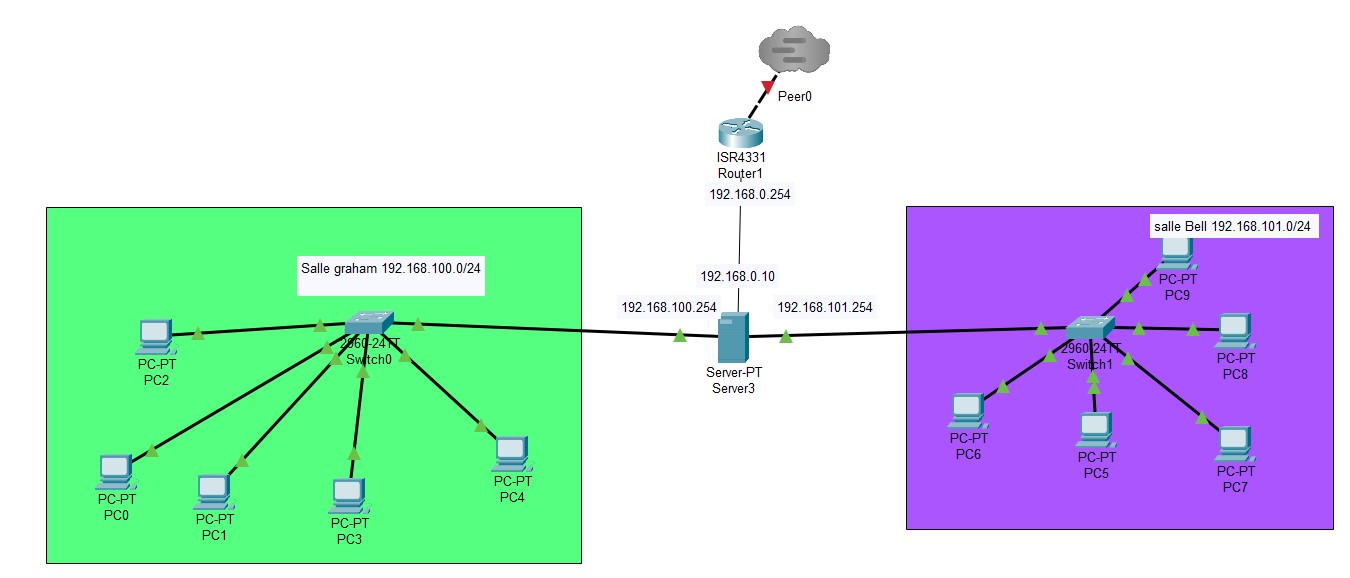 Peer0
ISR4331
Router1
192.168.0.254
salle Bell 192.168.101.0/24
Salle graham 192.168.100.0/24
192.168.0.10
192.168.100.254
192.168.101.254
PC-PT
PC9
2960-24TT
Switch0
2960-24TT
Switch1
PC-PT
PC2
PC-PT
PC8
Server-PT
Server3
PC-PT
PC6
PC-PT
PC5
PC-PT
PC7
PC-PT
PC4
PC-PT
PC0
PC-PT
PC1
PC-PT
PC3